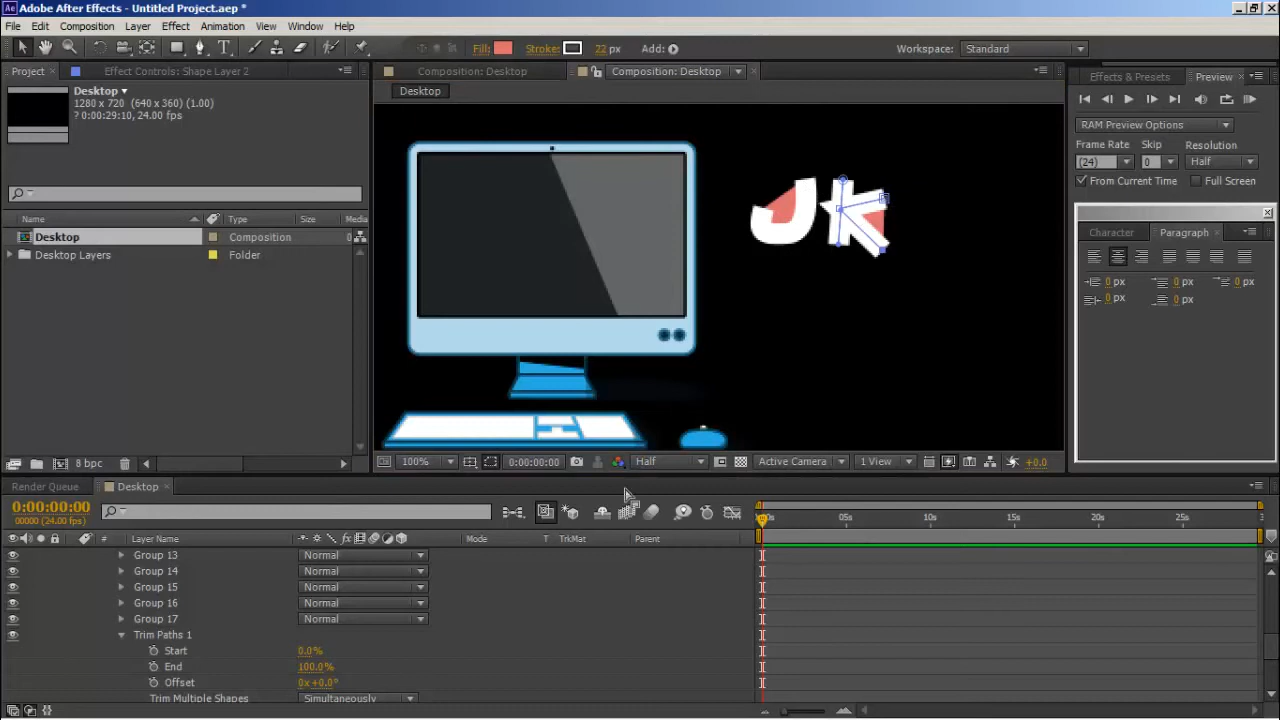 Adobe After Effects - Untitled Project.aep *
File Edit Composition Layer Effect Animation View Window Help
Fill: Stroke: 22 px Add: Workspace: Standard
Project Effect Controls: Shape Layer 2 Composition: Desktop Composition: Desktop Effects & Presets Preview
Desktop
Desktop
1280 x 720 (640 x 360) (1.00)
? 0:00:29:10, 24.00 fps
RAM Preview Options
Frame Rate Skip Resolution
(24) 0 Half
From Current Time Full Screen
JK
Name Type Size Media
Desktop Composition 0
Desktop Layers Folder
Character Paragraph
0 px 0 px 0 px
0 px 0 px
8 bpc
100% 0:00:00:00 Half Active Camera 1 View +0.0
Render Queue Desktop
0:00:00:00
00000 (24.00 fps)
05s 10s 15s 20s 25s
# Layer Name Mode T TrkMat Parent
Group 13 Normal
Group 14 Normal
Group 15 Normal
Group 16 Normal
Group 17 Normal
Trim Paths 1
Start 0.0%
End 100.0%
Offset 0x+0.0°
Trim Multiple Shapes Simultaneously